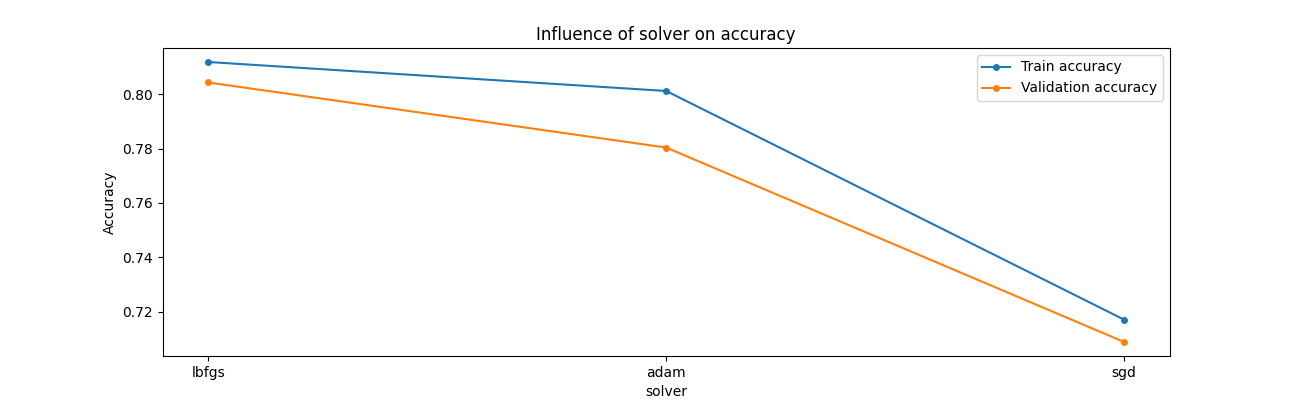 Influence of solver on accuracy
Train accuracy
Validation accuracy
0.80
0.78
0.76
0.74
0.72
Accuracy
lbfgs adam sgd
solver